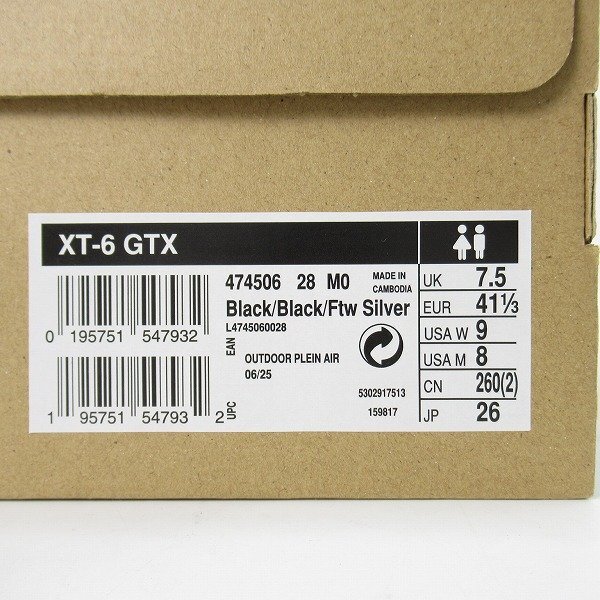 XT-6 GTX
0 195751 547932
EAN
1 95751 54793 2
UPC
474506 28 M0
MADE IN
CAMBODIA
Black/Black/Ftw Silver
L4745060028
OUTDOOR PLEIN AIR
06/25
5302917513
159817
UK 7.5
EUR 41⅓
USA W 9
USA M 8
CN 260(2)
JP 26